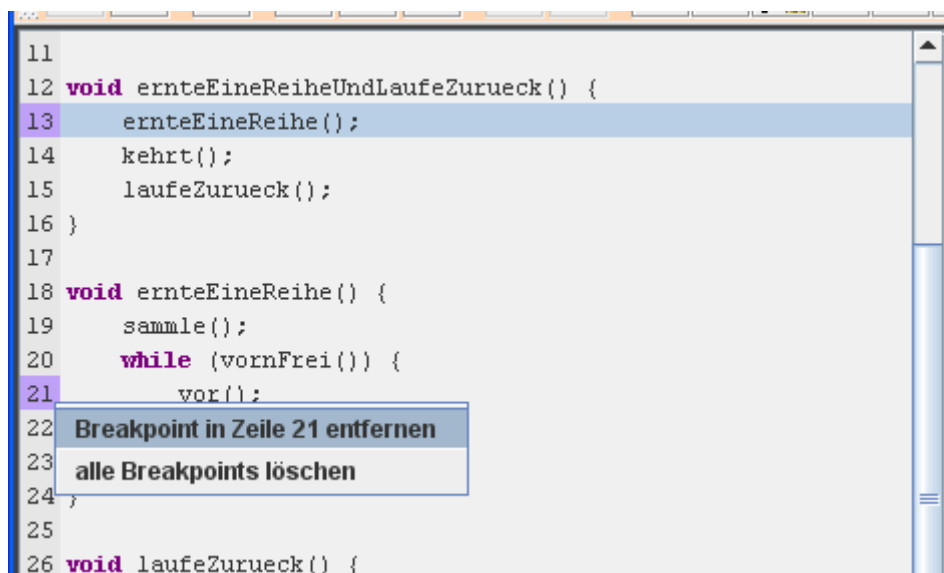 11
12 void ernteEineReiheUndLaufeZurueck() {
13     ernteEineReihe();
14     kehrt();
15     laufeZurueck();
16 }
17
18 void ernteEineReihe() {
19     sammle();
20     while (vornFrei()) {
21         vor();
22 Breakpoint in Zeile 21 entfernen
23 alle Breakpoints löschen
24 }
25
26 void laufeZurueck() {